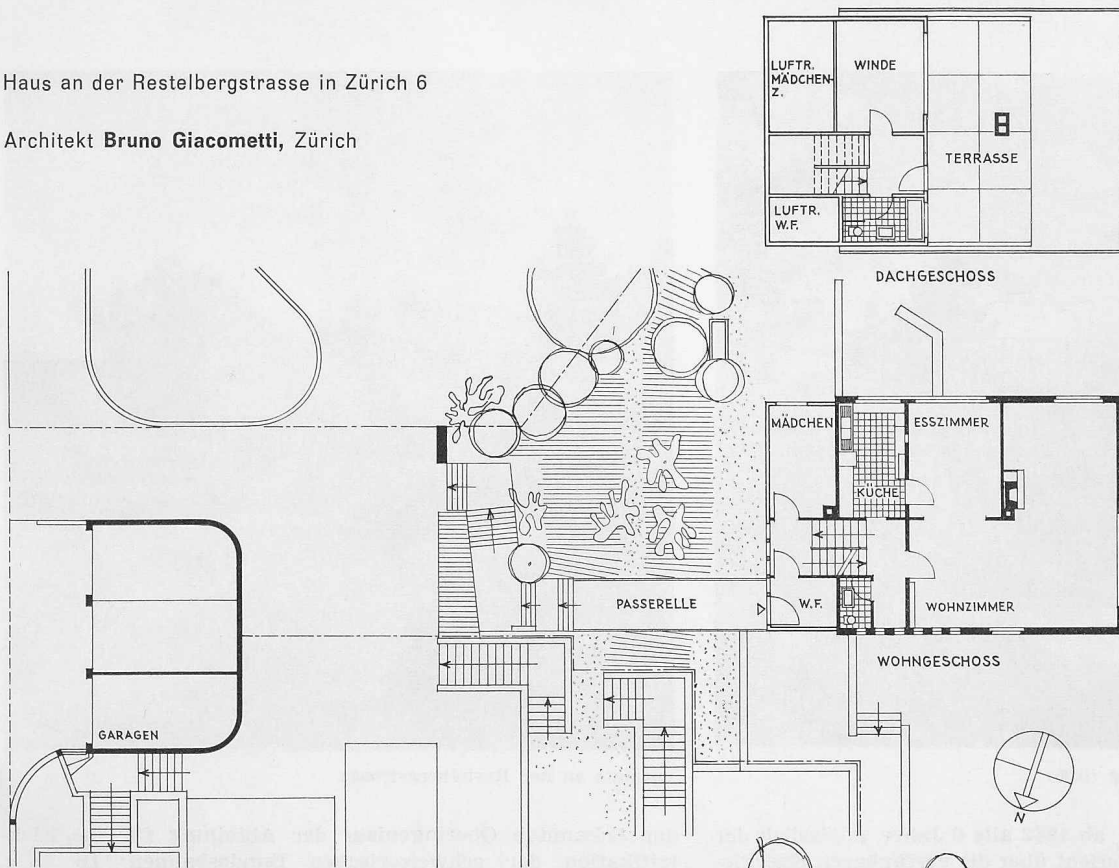 Haus an der Restelbergstrasse in Zürich 6
Architekt Bruno Giacometti, Zürich
LUFTR.
MÄDCHEN-
Z.
WINDE
TERRASSE
LUFTR.
W.F.
DACHGESCHOSS
MÄDCHEN
ESSZIMMER
KÜCHE
PASSERELLE
W.F.
WOHNZIMMER
WOHNGESCHOSS
GARAGEN
N